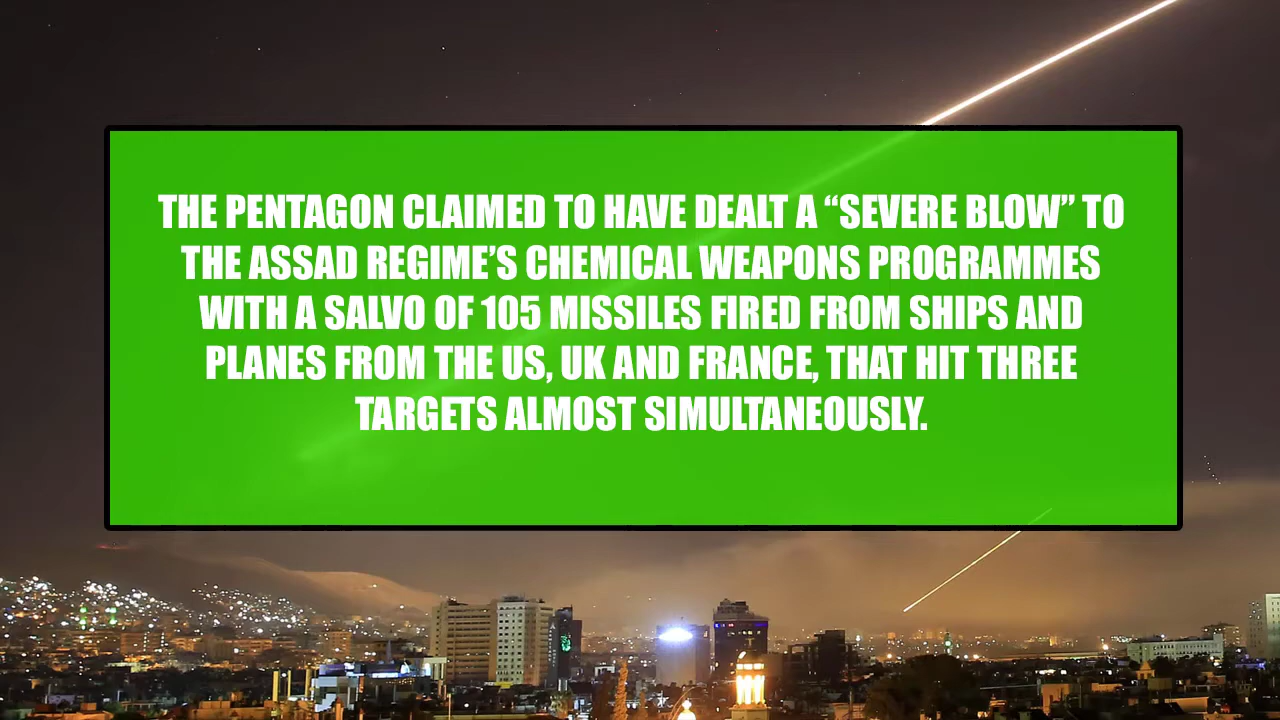 THE PENTAGON CLAIMED TO HAVE DEALT A “SEVERE BLOW” TO
THE ASSAD REGIME’S CHEMICAL WEAPONS PROGRAMMES
WITH A SALVO OF 105 MISSILES FIRED FROM SHIPS AND
PLANES FROM THE US, UK AND FRANCE, THAT HIT THREE
TARGETS ALMOST SIMULTANEOUSLY.